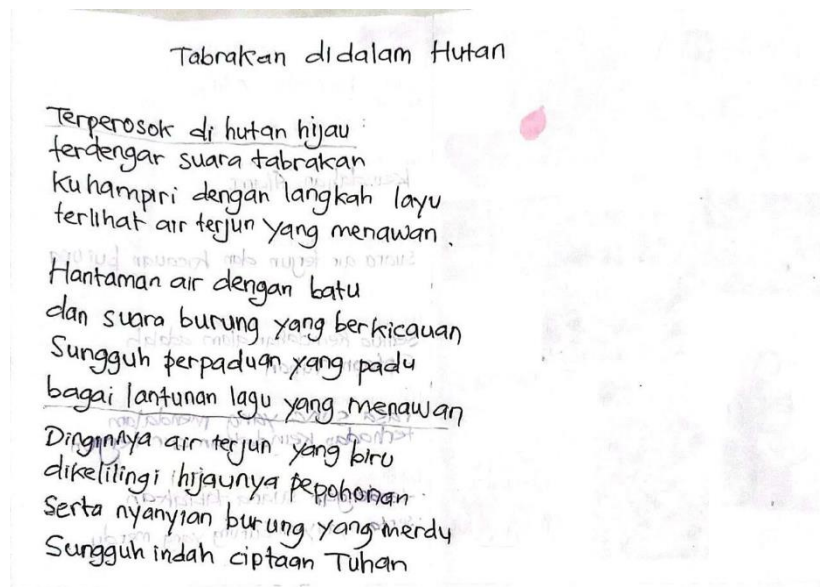 Tabrakan didalam Hutan
Terperosok di hutan hijau
terdengar suara tabrakan
Kuhampiri dengan langkah layu
terlihat air terjun yang menawan.
Hantaman air dengan batu
dan suara burung yang berkicauan
Sungguh perpaduan yang padu
bagai lantunan lagu yang menawan
Dinginnya air terjun yang biru
dikelilingi hijaunya pepohonan
Serta nyanyian burung yang merdu
Sungguh indah ciptaan Tuhan